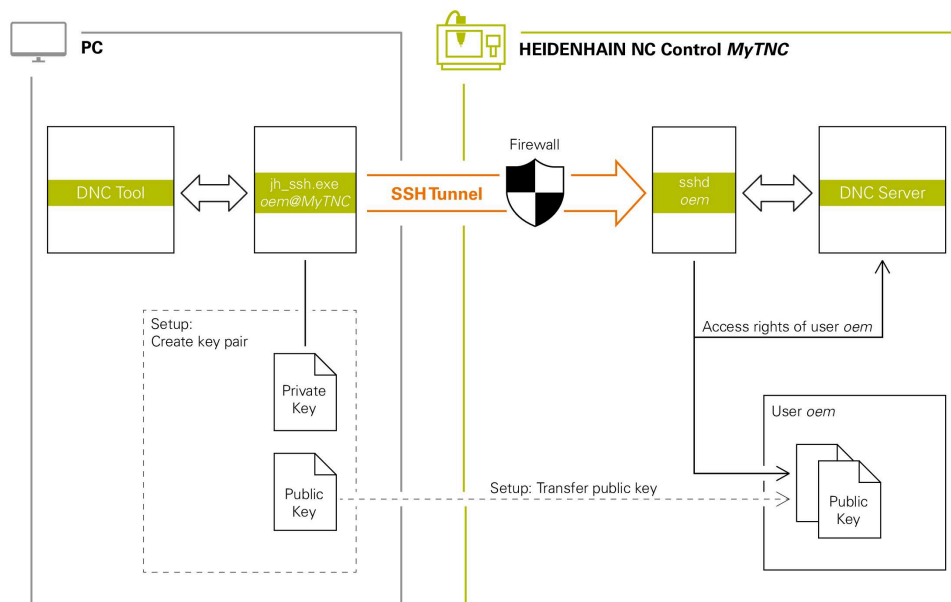 PC
HEIDENHAIN NC Control MyTNC
DNC Tool
jh_ssh.exe
oem@MyTNC
SSH Tunnel
Firewall
sshd
oem
DNC Server
Setup:
Create key pair
Private
Key
Public
Key
Access rights of user oem
Setup: Transfer public key
User oem
Public
Key